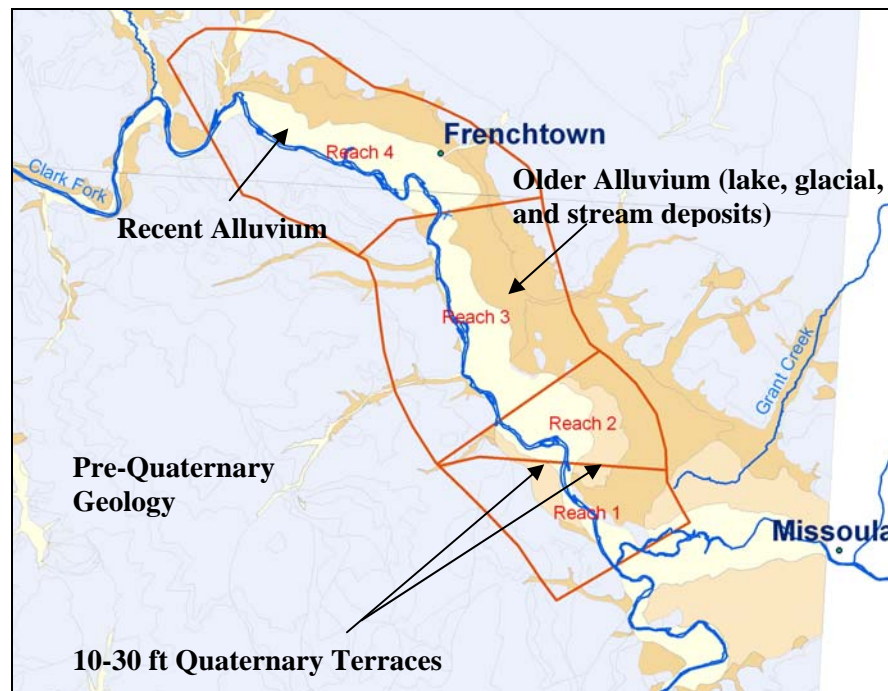 Frenchtown
Reach 4
Clark Fork
Older Alluvium (lake, glacial,
and stream deposits)
Recent Alluvium
Reach 3
Grant Creek
Reach 2
Pre-Quaternary
Geology
Reach 1
Missoula
10-30 ft Quaternary Terraces